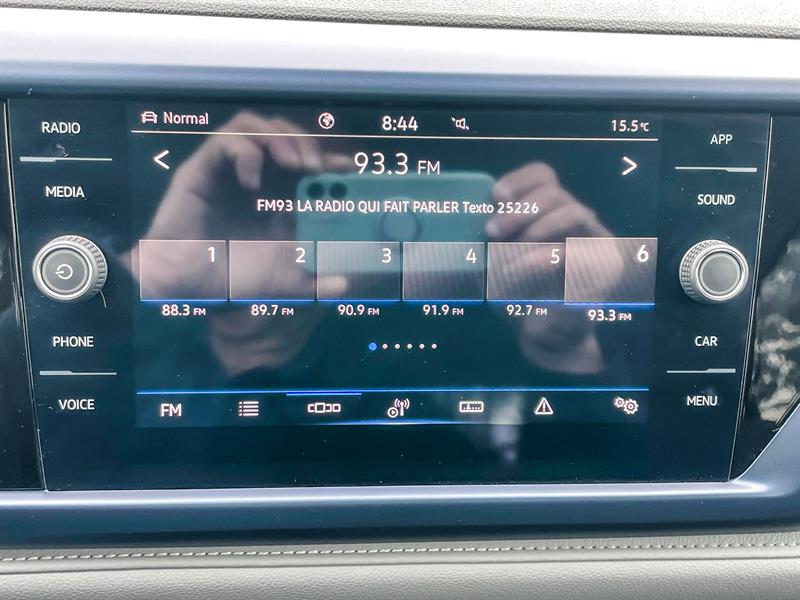 RADIO
MEDIA
PHONE
VOICE
Normal 8:44 15.5°C
93.3 FM
FM93 LA RADIO QUI FAIT PARLER Texto 25226
1 2 3 4 5 6
88.3 FM 89.7 FM 90.9 FM 91.9 FM 92.7 FM 93.3 FM
FM
APP
SOUND
CAR
MENU